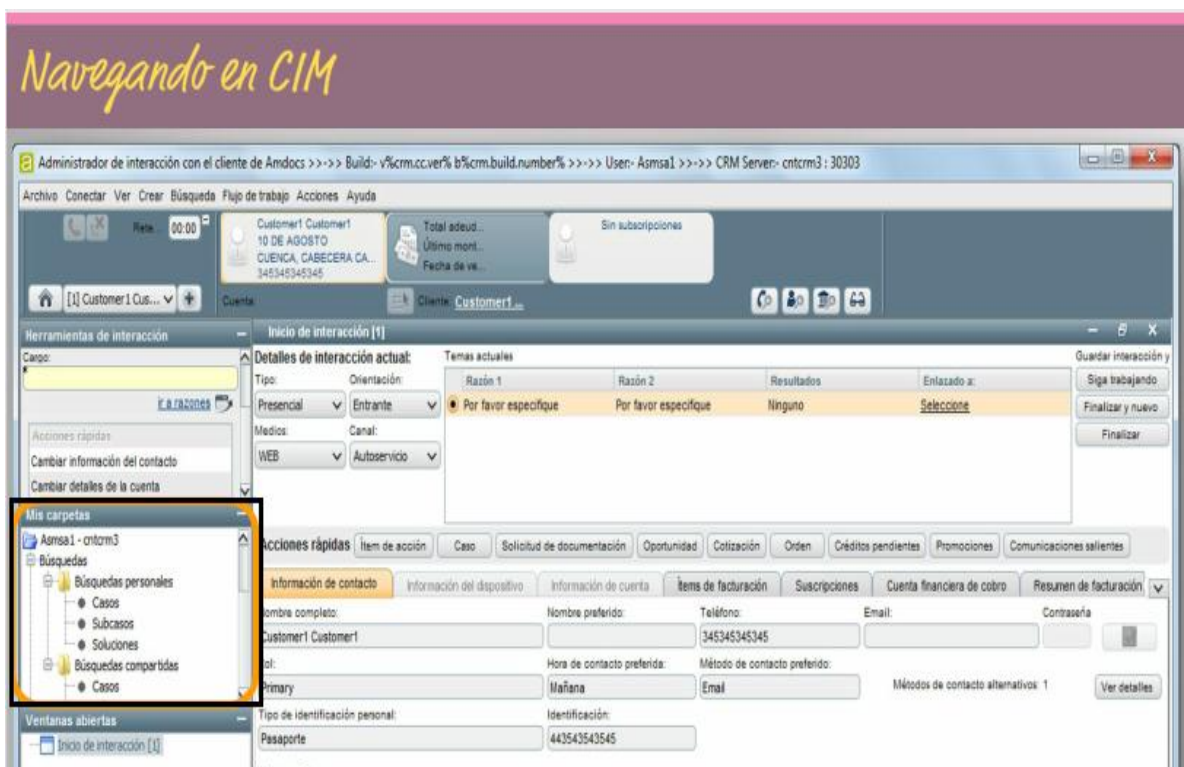 Navegando en CIM
Administrador de interacción con el cliente de Amdocs >>->> Build:- v%crm.cc.ver% b%crm.build.number% >>->> User:- Asmsa1 >>->> CRM Server:- cntcrm3 : 30303
Archivo Conectar Ver Crear Búsqueda Flujo de trabajo Acciones Ayuda
Rete... 00:00
Customer1 Customer1
10 DE AGOSTO
CUENCA, CABECERA CA...
345345345345
Total adeud...
Último mont...
Fecha de ve...
Sin subscripciones
[1] Customer1 Cus...
Cuenta
Cliente: Customer1 ...
Herramientas de interacción
Cargo:
ir a razones
Acciones rápidas
Cambiar información del contacto
Cambiar detalles de la cuenta
Mis carpetas
Asmsa1 - cntcrm3
Búsquedas
Búsquedas personales
Casos
Subcasos
Soluciones
Búsquedas compartidas
Casos
Ventanas abiertas
Inicio de interacción [1]
Inicio de interacción [1]
Detalles de interacción actual:
Tipo: Orientación:
Presencial Entrante
Medios: Canal:
WEB Autoservicio
Temas actuales
Razón 1 Razón 2 Resultados Enlazado a:
Por favor especifique Por favor especifique Ninguno Seleccione
Guardar interacción y
Siga trabajando
Finalizar y nuevo
Finalizar
Acciones rápidas Ítem de acción Caso Solicitud de documentación Oportunidad Cotización Orden Créditos pendientes Promociones Comunicaciones salientes
Información de contacto Información del dispositivo Información de cuenta Ítems de facturación Suscripciones Cuenta financiera de cobro Resumen de facturación
Nombre completo: Nombre preferido: Teléfono: Email: Contraseña
Customer1 Customer1 345345345345
Rol: Hora de contacto preferida: Método de contacto preferido:
Primary Mañana Email Métodos de contacto alternativos: 1 Ver detalles
Tipo de identificación personal: Identificación:
Pasaporte 443543543545